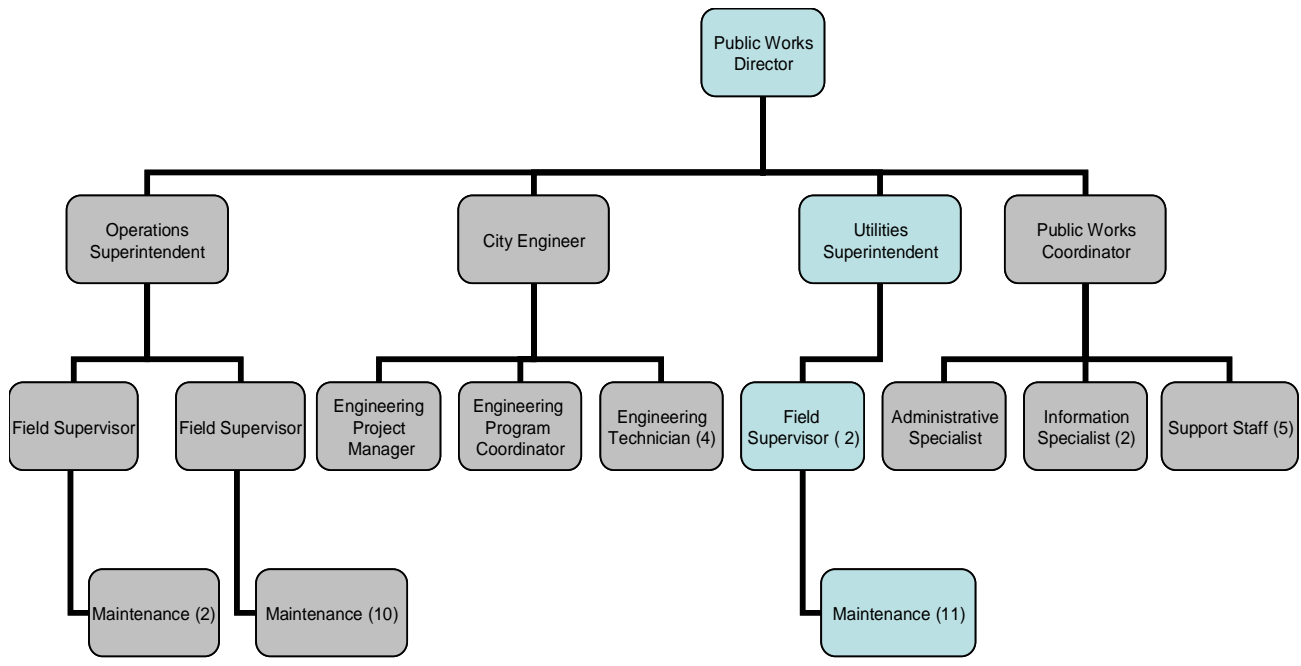 Public Works
Director
Operations
Superintendent
City Engineer
Utilities
Superintendent
Public Works
Coordinator
Field Supervisor
Field Supervisor
Engineering
Project
Manager
Engineering
Program
Coordinator
Engineering
Technician (4)
Field
Supervisor ( 2)
Administrative
Specialist
Information
Specialist (2)
Support Staff (5)
Maintenance (2)
Maintenance (10)
Maintenance (11)